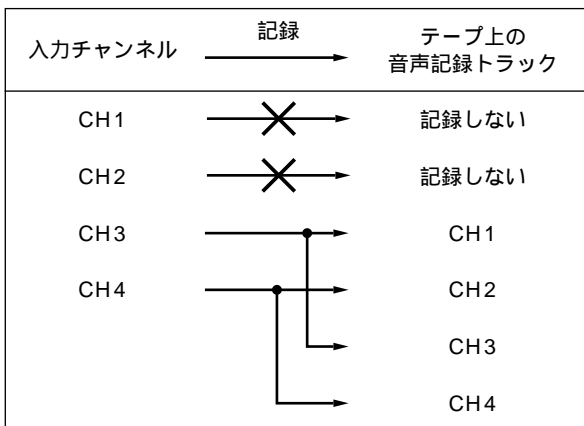 入力チャンネル 記録 テープ上の
音声記録トラック
CH1 記録しない
CH2 記録しない
CH3 CH1
CH4 CH2
CH3
CH4